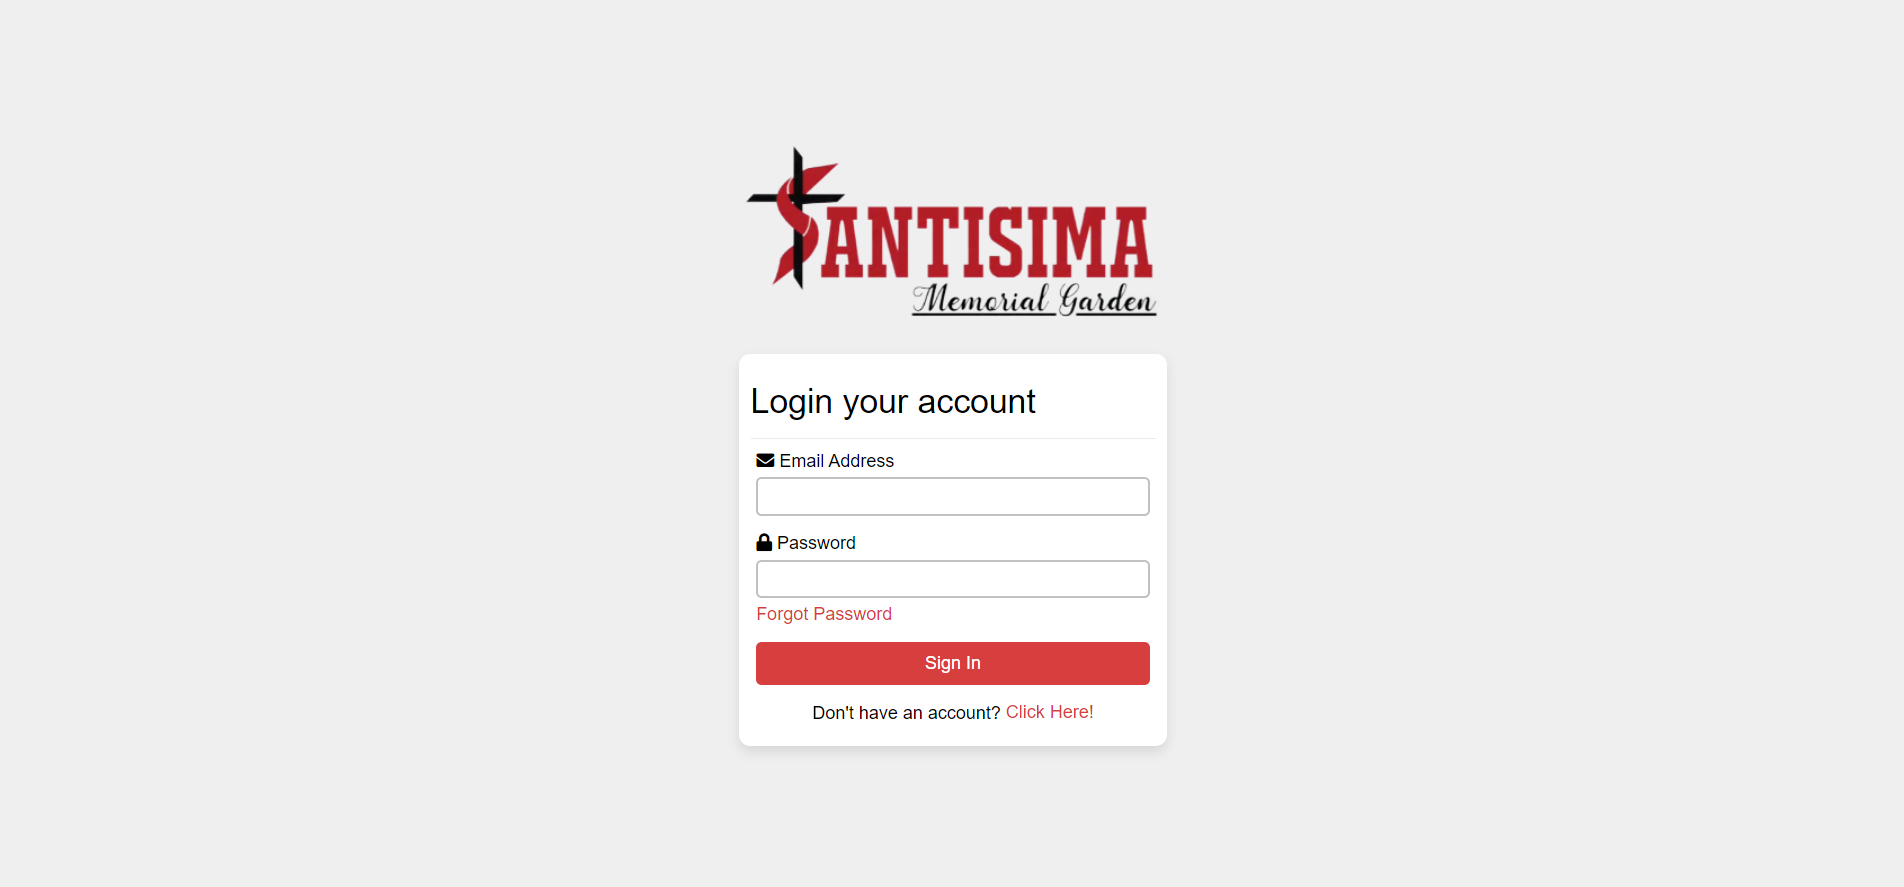 SANTISIMA
Memorial Garden
Login your account
Email Address
Password
Forgot Password
Sign In
Don't have an account? Click Here!